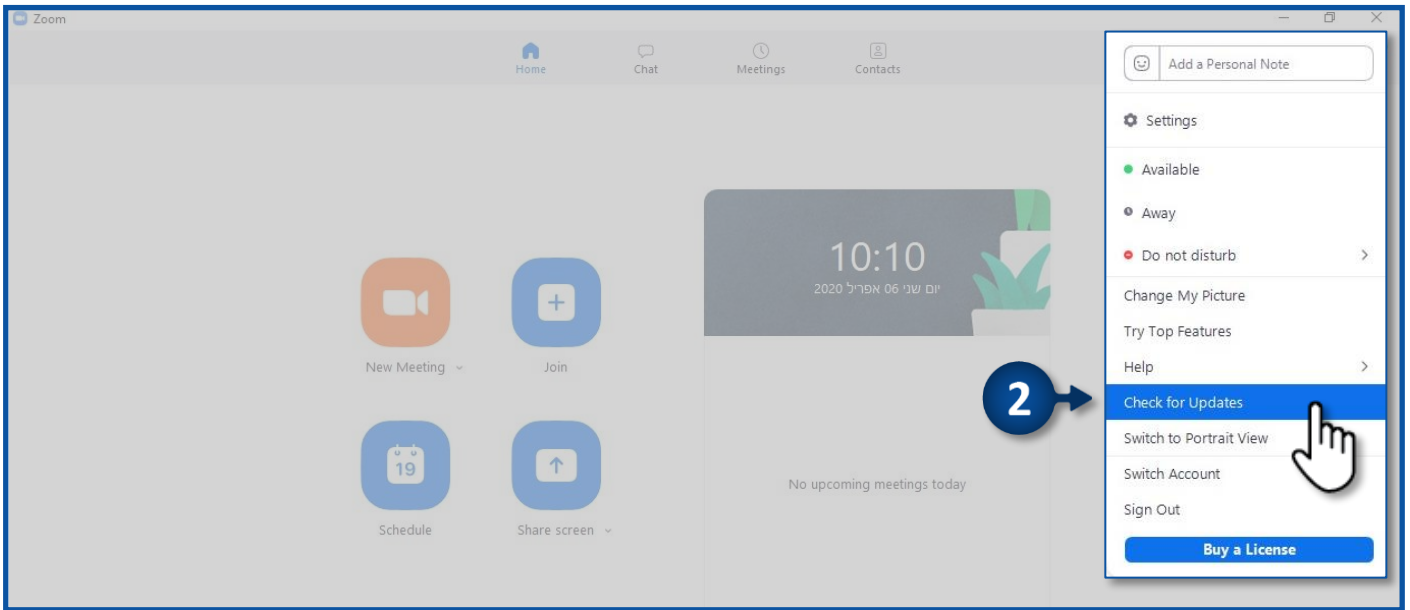 Zoom
Home
Chat
Meetings
Contacts
Add a Personal Note
Settings
Available
Away
Do not disturb
Change My Picture
Try Top Features
Help
Check for Updates
Switch to Portrait View
Switch Account
Sign Out
Buy a License
2
10:10
יום שני 06 אפריל 2020
New Meeting
Join
19
Schedule
Share screen
No upcoming meetings today